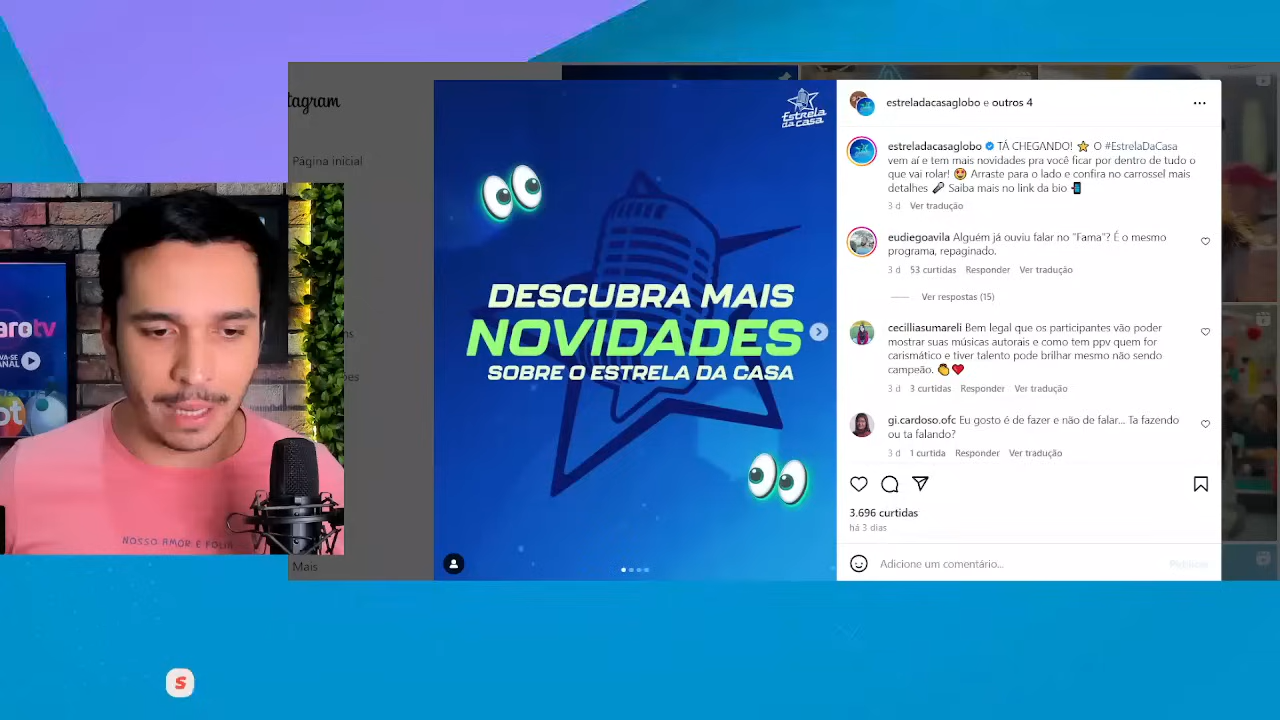 tagram
Página inicial
Mais
aro tv
VA-SE
ANAL
ot
NOSSO AMOR É FOLIA
Estrela
da Casa
DESCUBRA MAIS
NOVIDADES
SOBRE O ESTRELA DA CASA
estreladacasaglobo e outros 4
estreladacasaglobo TÁ CHEGANDO! ⭐ O #EstrelaDaCasa
vem aí e tem mais novidades pra você ficar por dentro de tudo o
que vai rolar! 🤩 Arraste para o lado e confira no carrossel mais
detalhes 🎤 Saiba mais no link da bio 📲
3 d Ver tradução
eudiegoavila Alguém já ouviu falar no "Fama"? É o mesmo
programa, repaginado.
3 d 53 curtidas Responder Ver tradução
Ver respostas (15)
cecilliasumareli Bem legal que os participantes vão poder
mostrar suas músicas autorais e como tem ppv quem for
carismático e tiver talento pode brilhar mesmo não sendo
campeão. 👏❤️
3 d 3 curtidas Responder Ver tradução
gi.cardoso.ofc Eu gosto é de fazer e não de falar... Ta fazendo
ou ta falando?
3 d 1 curtida Responder Ver tradução
3.696 curtidas
há 3 dias
Adicione um comentário...
Publicar
S